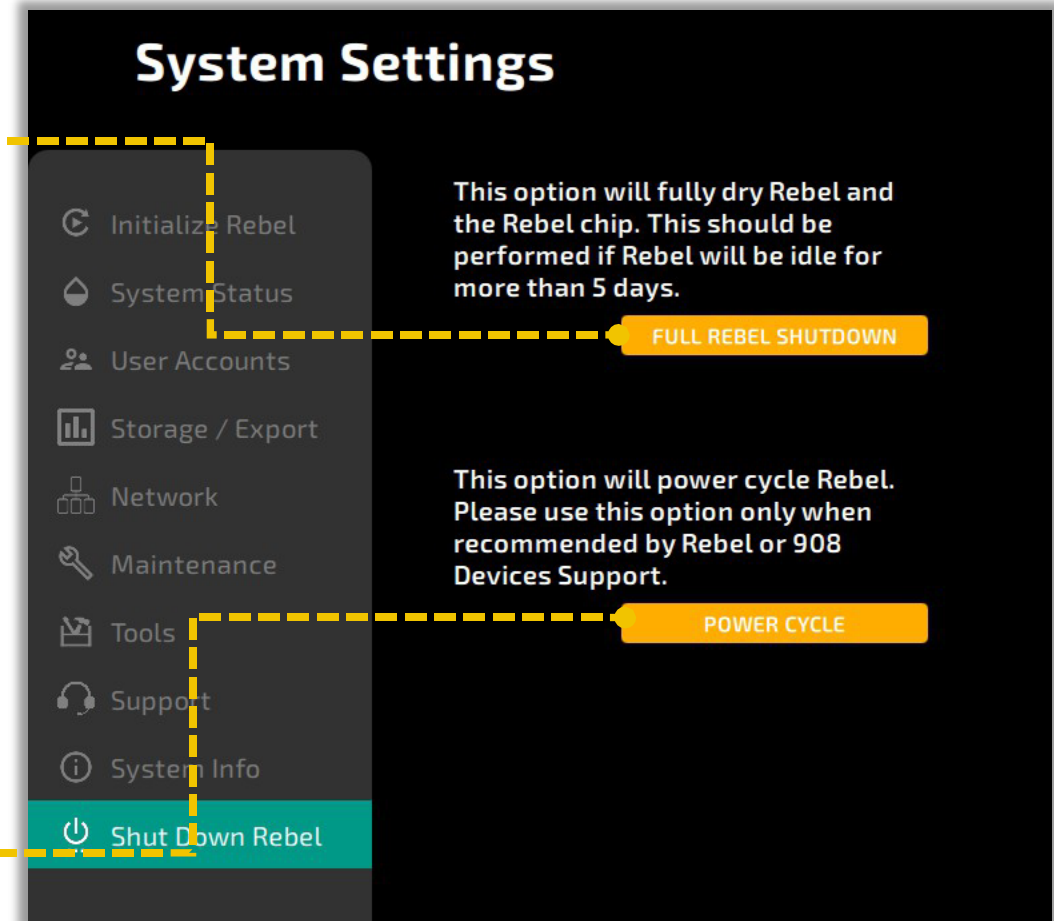 System Settings
Initialize Rebel
System Status
User Accounts
Storage / Export
Network
Maintenance
Tools
Support
System Info
Shut Down Rebel
This option will fully dry Rebel and
the Rebel chip. This should be
performed if Rebel will be idle for
more than 5 days.
FULL REBEL SHUTDOWN
This option will power cycle Rebel.
Please use this option only when
recommended by Rebel or 908
Devices Support.
POWER CYCLE